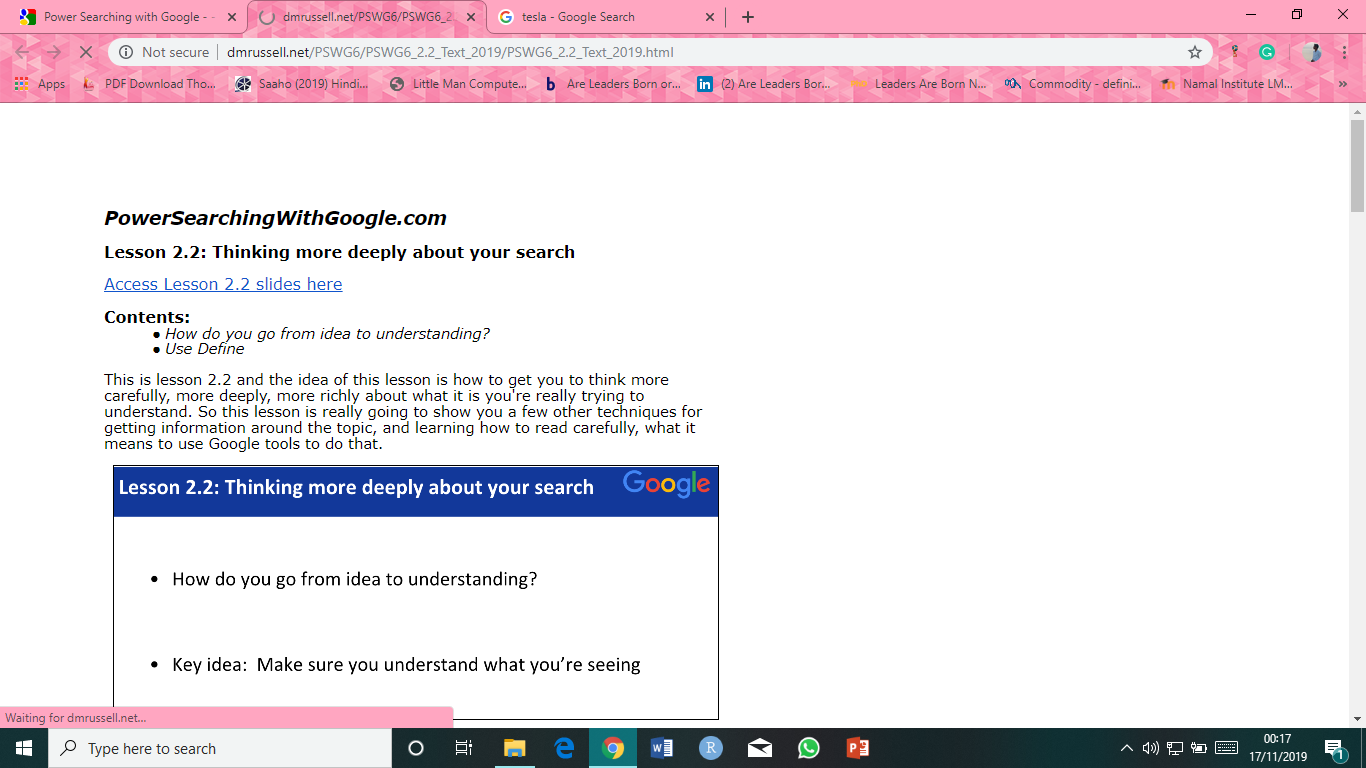 Power Searching with Google - -
dmrussell.net/PSWG6/PSWG6_2
tesla - Google Search
Not secure
dmrussell.net/PSWG6/PSWG6_2.2_Text_2019/PSWG6_2.2_Text_2019.html
Apps
PDF Download Tho...
Saaho (2019) Hindi...
Little Man Compute...
Are Leaders Born or...
(2) Are Leaders Bor...
Leaders Are Born N...
Commodity - defini...
Namal Institute LM...
»
PowerSearchingWithGoogle.com
Lesson 2.2: Thinking more deeply about your search
Access Lesson 2.2 slides here
Contents:
• How do you go from idea to understanding?
• Use Define
This is lesson 2.2 and the idea of this lesson is how to get you to think more
carefully, more deeply, more richly about what it is you're really trying to
understand. So this lesson is really going to show you a few other techniques for
getting information around the topic, and learning how to read carefully, what it
means to use Google tools to do that.
Lesson 2.2: Thinking more deeply about your search
Google
• How do you go from idea to understanding?
• Key idea: Make sure you understand what you're seeing
Waiting for dmrussell.net...
Type here to search
00:17
17/11/2019
1